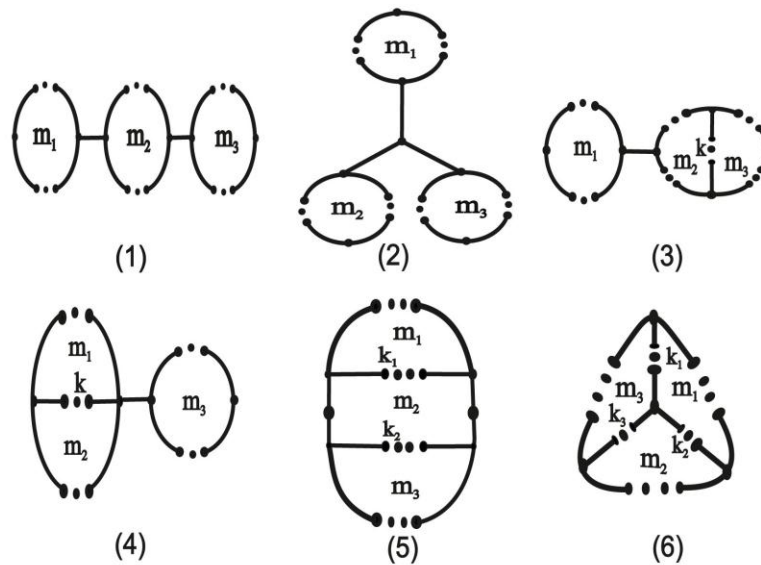 m₁ m₂ m₃
(1)
m₁
m₂ m₃
(2)
m₁ m₂ k m₃
(3)
m₁
k
m₂
m₃
(4)
m₁
k₁
m₂
k₂
m₃
(5)
k₁
m₃ m₁
k₃ k₂
m₂
(6)